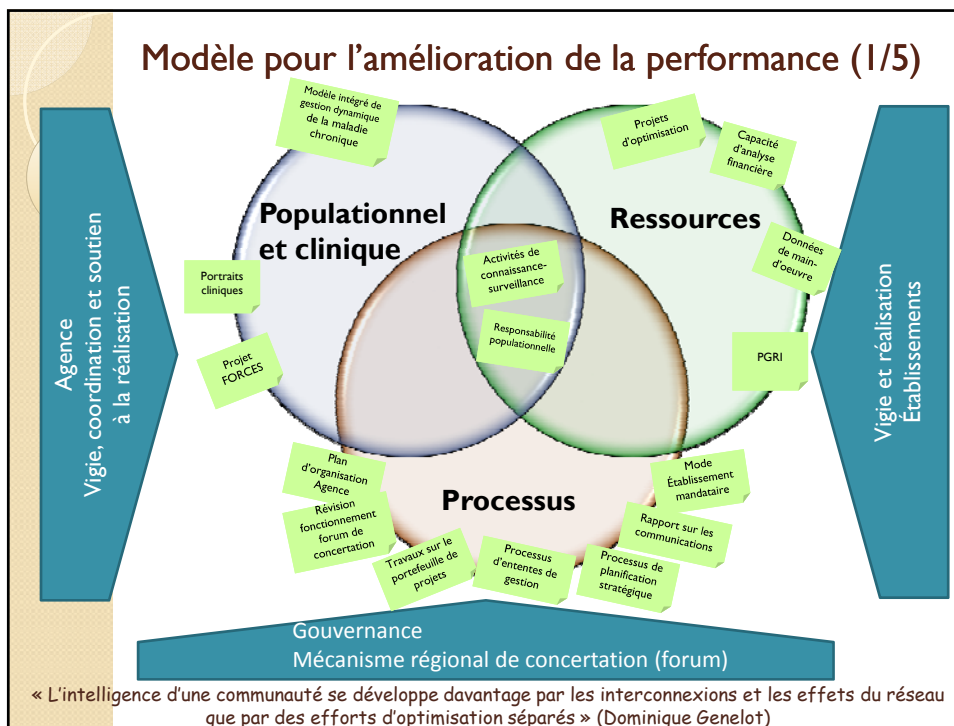 Modèle pour l'amélioration de la performance (1/5)
Modèle intégré de
gestion dynamique
de la maladie
chronique
Projets
d'optimisation
Capacité
d'analyse
financière
Populationnel
et clinique
Ressources
Activités de
connaissance-
surveillance
Données
de main-
d'oeuvre
Portraits
cliniques
Responsabilité
populationnelle
Projet
FORCES
PGRI
Agence
Vigie, coordination et soutien
à la réalisation
Vigie et réalisation
Établissements
Plan
d'organisation
Agence
Processus
Mode
Établissement
mandataire
Révision
fonctionnement
forum de
concertation
Rapport sur les
communications
Travaux sur le
portefeuille de
projets
Processus
d'ententes de
gestion
Processus de
planification
stratégique
Gouvernance
Mécanisme régional de concertation (forum)
« L'intelligence d'une communauté se développe davantage par les interconnexions et les effets du réseau
que par des efforts d'optimisation séparés » (Dominique Genelot)